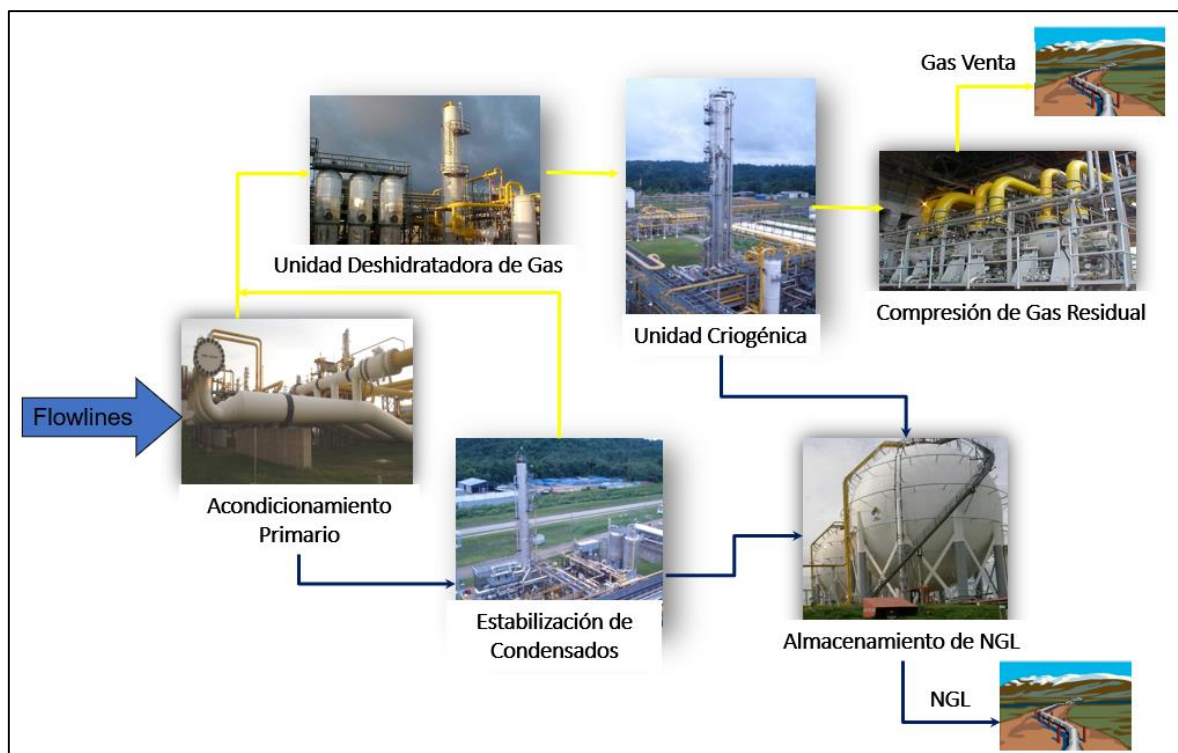 Gas Venta
Unidad Deshidratadora de Gas
Unidad Criogénica
Compresión de Gas Residual
Flowlines
Acondicionamiento
Primario
Estabilización de
Condensados
Almacenamiento de NGL
NGL